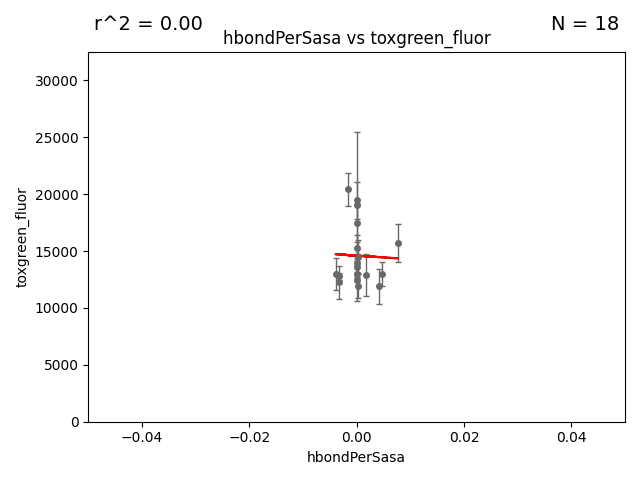 r^2 = 0.00
N = 18
hbondPerSasa vs toxgreen_fluor
30000
25000
20000
15000
10000
5000
0
toxgreen_fluor
−0.04
−0.02
0.00
0.02
0.04
hbondPerSasa